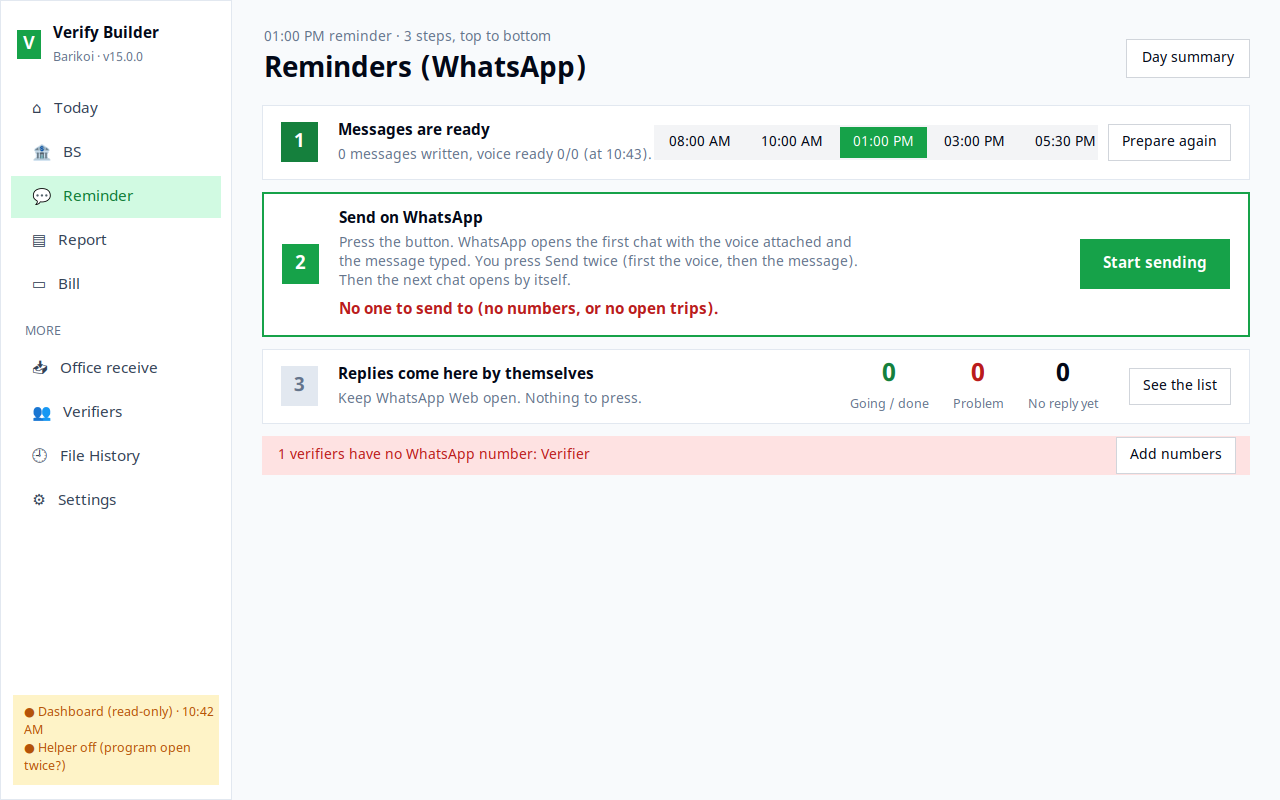 V
Verify Builder
Barikoi · v15.0.0
Today
BS
Reminder
Report
Bill
MORE
Office receive
Verifiers
File History
Settings
● Dashboard (read-only) · 10:42
AM
● Helper off (program open
twice?)
01:00 PM reminder · 3 steps, top to bottom
Reminders (WhatsApp)
Day summary
1
Messages are ready
0 messages written, voice ready 0/0 (at 10:43).
08:00 AM
10:00 AM
01:00 PM
03:00 PM
05:30 PM
Prepare again
2
Send on WhatsApp
Press the button. WhatsApp opens the first chat with the voice attached and
the message typed. You press Send twice (first the voice, then the message).
Then the next chat opens by itself.
No one to send to (no numbers, or no open trips).
Start sending
3
Replies come here by themselves
Keep WhatsApp Web open. Nothing to press.
0
Going / done
0
Problem
0
No reply yet
See the list
1 verifiers have no WhatsApp number: Verifier
Add numbers